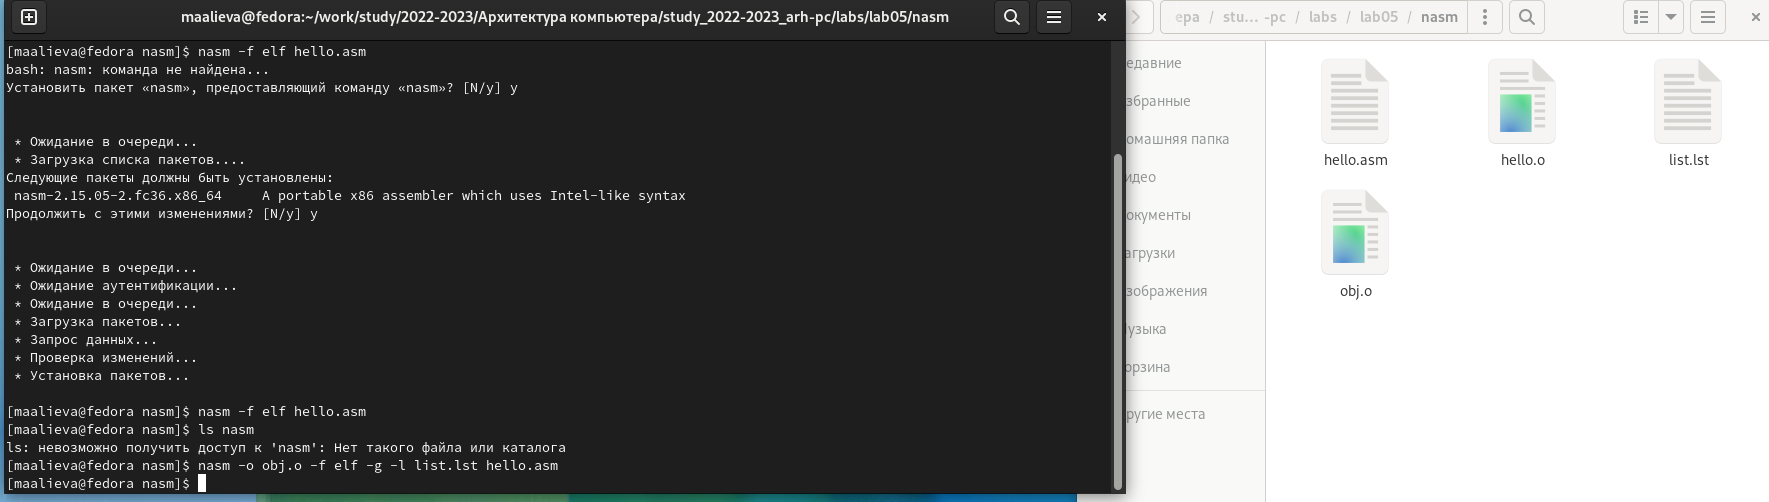 maalieva@fedora:~/work/study/2022-2023/Архитектура компьютера/study_2022-2023_arh-pc/labs/lab05/nasm
[maalieva@fedora nasm]$ nasm -f elf hello.asm
bash: nasm: команда не найдена...
Установить пакет «nasm», предоставляющий команду «nasm»? [N/y] y
* Ожидание в очереди...
* Загрузка списка пакетов....
Следующие пакеты должны быть установлены:
nasm-2.15.05-2.fc36.x86_64     A portable x86 assembler which uses Intel-like syntax
Продолжить с этими изменениями? [N/y] y
* Ожидание в очереди...
* Ожидание аутентификации...
* Ожидание в очереди...
* Загрузка пакетов...
* Запрос данных...
* Проверка изменений...
* Установка пакетов...
[maalieva@fedora nasm]$ nasm -f elf hello.asm
[maalieva@fedora nasm]$ ls nasm
ls: невозможно получить доступ к 'nasm': Нет такого файла или каталога
[maalieva@fedora nasm]$ nasm -o obj.o -f elf -g -l list.lst hello.asm
[maalieva@fedora nasm]$
ера / stu... -pc / labs / lab05 / nasm
едавние
збранные
омашняя папка
идео
окументы
агрузки
зображения
узыка
орзина
ругие места
hello.asm
hello.o
list.lst
obj.o